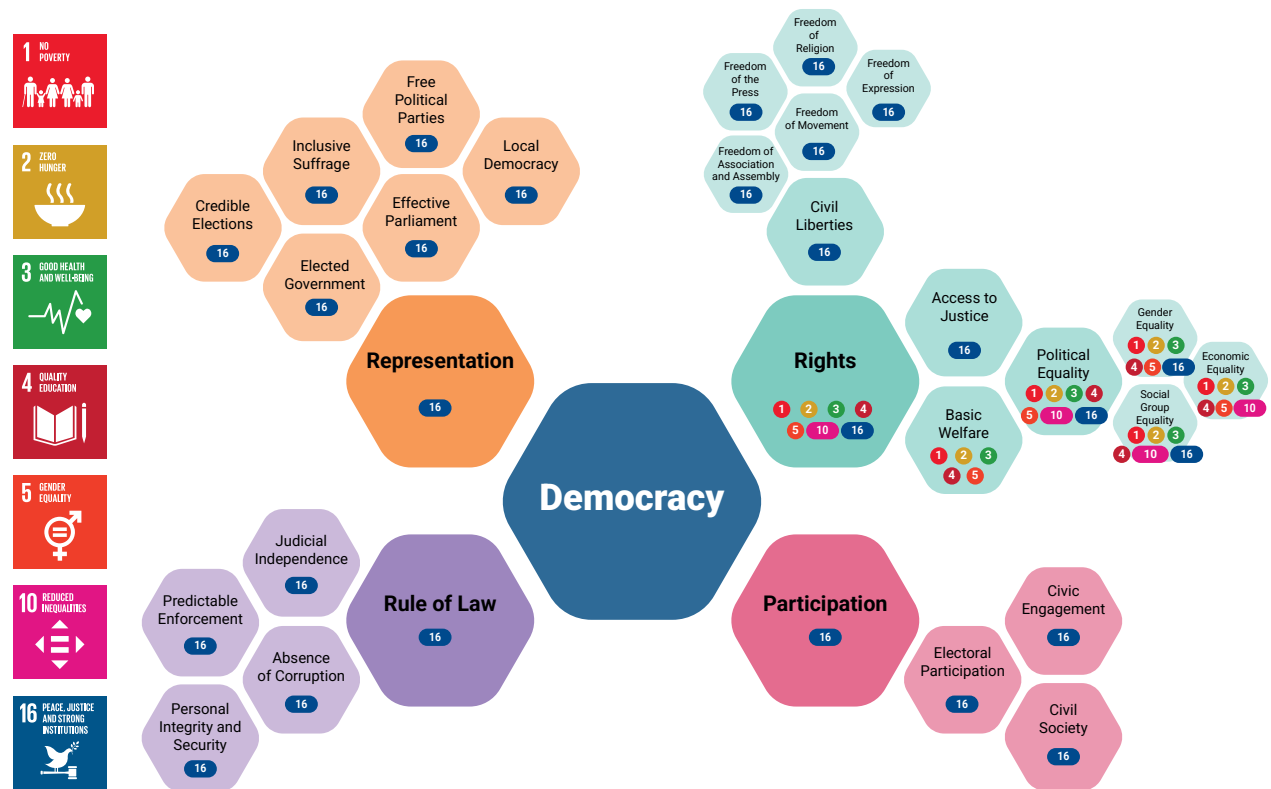 1 NO
POVERTY
2 ZERO
HUNGER
3 GOOD HEALTH
AND WELL-BEING
4 QUALITY
EDUCATION
5 GENDER
EQUALITY
10 REDUCED
INEQUALITIES
16 PEACE, JUSTICE
AND STRONG
INSTITUTIONS
Free
Political
Parties
16
Inclusive
Suffrage
16
Local
Democracy
16
Credible
Elections
16
Effective
Parliament
16
Elected
Government
16
Representation
16
Freedom
of
Religion
16
Freedom
of the
Press
16
Freedom
of
Expression
16
Freedom
of Movement
16
Freedom of
Association
and Assembly
16
Civil
Liberties
16
Rights
1 2 3 4
5 10 16
Access to
Justice
16
Basic
Welfare
1 2 3
4 5
Political
Equality
1 2 3 4
5 10 16
Gender
Equality
1 2 3
4 5 16
Economic
Equality
1 2 3
4 5 10
Social
Group
Equality
1 2 3
4 10 16
Democracy
Judicial
Independence
16
Predictable
Enforcement
16
Absence
of Corruption
16
Personal
Integrity and
Security
16
Rule of Law
16
Participation
16
Civic
Engagement
16
Electoral
Participation
16
Civil
Society
16